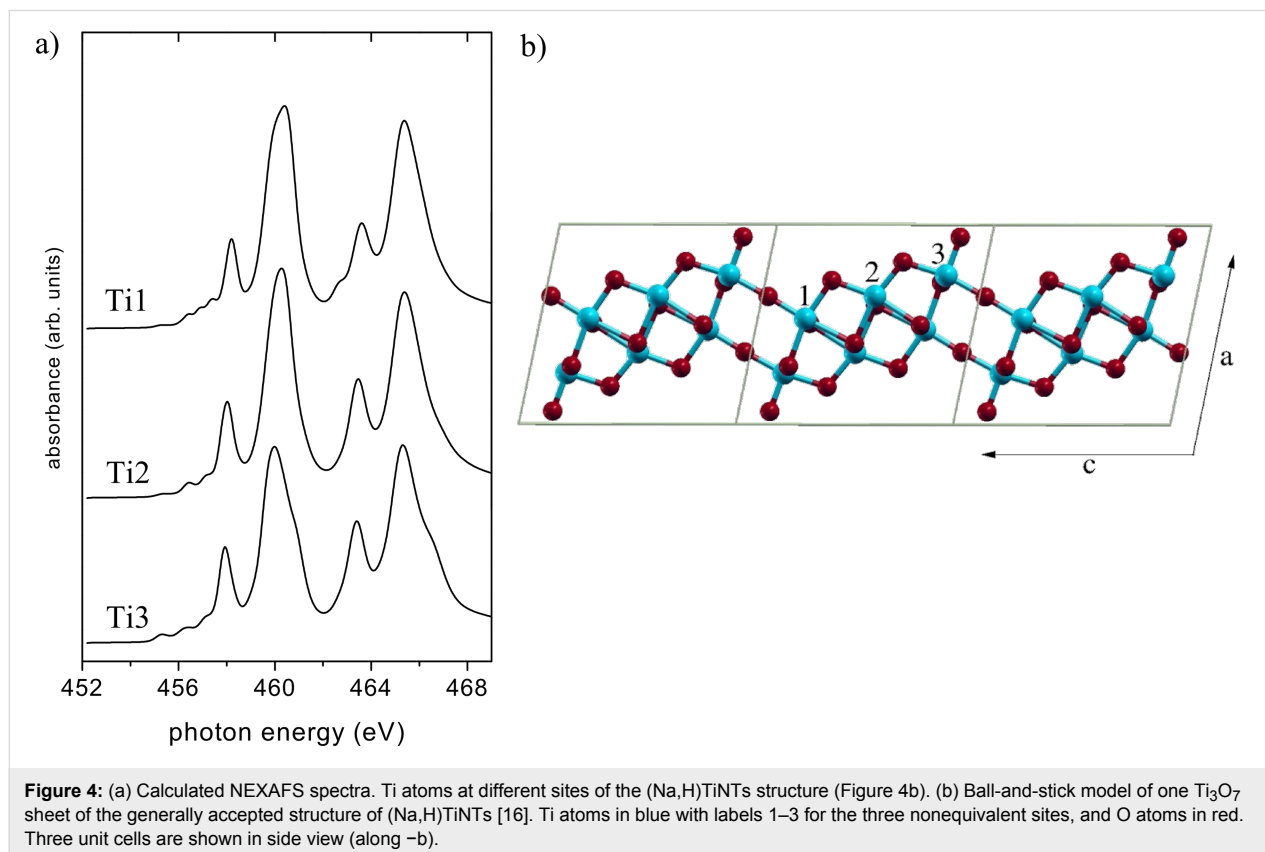 a)
b)
absorbance (arb. units)
Ti1
Ti2
Ti3
452 456 460 464 468
photon energy (eV)
1 2 3
a
c
Figure 4: (a) Calculated NEXAFS spectra. Ti atoms at different sites of the (Na,H)TiNTs structure (Figure 4b). (b) Ball-and-stick model of one Ti₃O₇
sheet of the generally accepted structure of (Na,H)TiNTs [16]. Ti atoms in blue with labels 1–3 for the three nonequivalent sites, and O atoms in red.
Three unit cells are shown in side view (along −b).